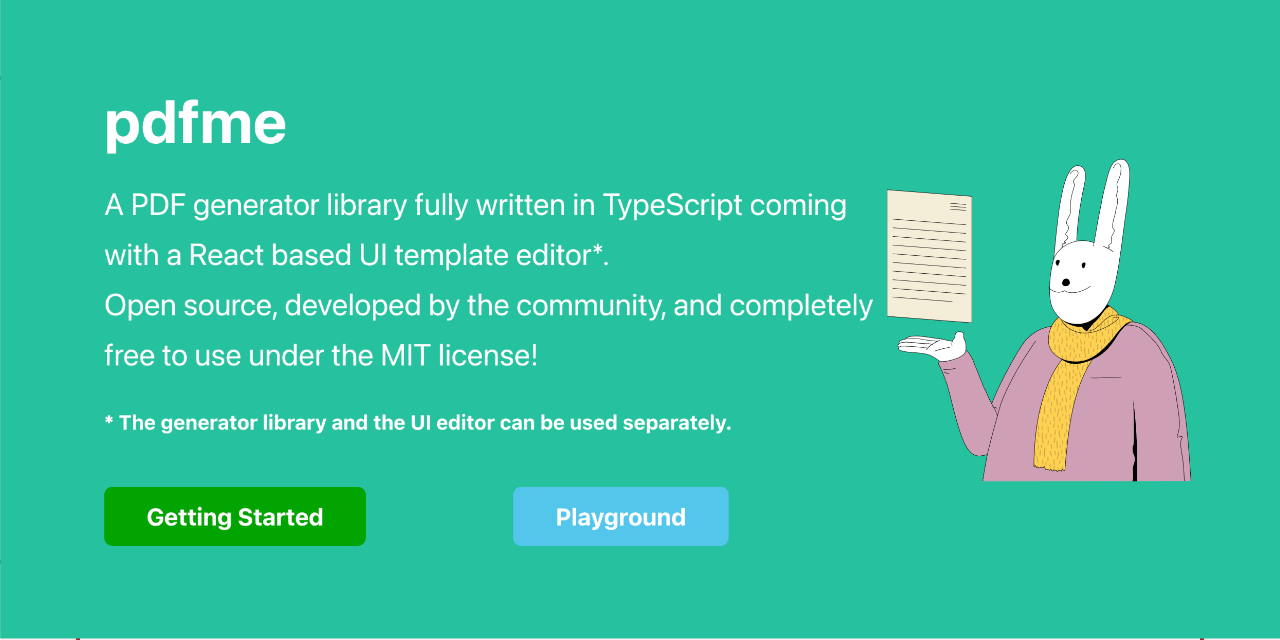 pdfme
A PDF generator library fully written in TypeScript coming
with a React based UI template editor*.
Open source, developed by the community, and completely
free to use under the MIT license!
* The generator library and the UI editor can be used separately.
Getting Started
Playground